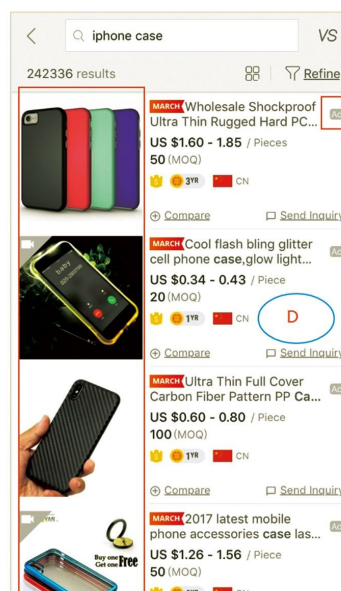 iphone case
VS
242336 results
Refine
MARCH Wholesale Shockproof
Ultra Thin Rugged Hard PC...
US $1.60 - 1.85 / Pieces
50 (MOQ)
3YR CN
Compare Send Inquiry
MARCH Cool flash bling glitter
cell phone case,glow light...
US $0.34 - 0.43 / Piece
20 (MOQ)
1YR CN
D
Compare Send Inquiry
baby
MARCH Ultra Thin Full Cover
Carbon Fiber Pattern PP Ca...
US $0.60 - 0.80 / Piece
100 (MOQ)
1YR CN
Compare Send Inquiry
MARCH 2017 latest mobile
phone accessories case las...
US $1.26 - 1.56 / Piece
50 (MOQ)
Buy one
Get one Free